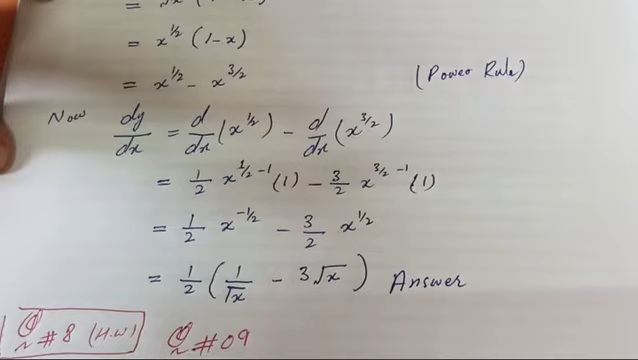 = √x (1-x)
= x^{1/2} (1-x)
= x^{1/2} - x^{3/2} (Power Rule)
Now dy/dx = d/dx (x^{1/2}) - d/dx (x^{3/2})
= 1/2 x^{1/2 -1} (1) - 3/2 x^{3/2 -1} (1)
= 1/2 x^{-1/2} - 3/2 x^{1/2}
= 1/2 (1/√x - 3√x) Answer
Q #8 (H.W) Q #09